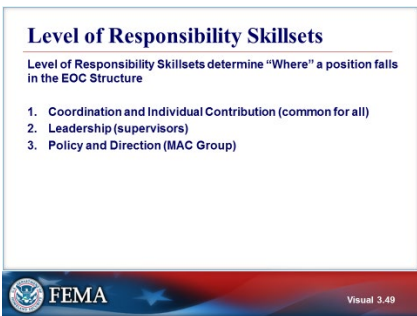 Level of Responsibility Skillsets
Level of Responsibility Skillsets determine “Where” a position falls
in the EOC Structure
1. Coordination and Individual Contribution (common for all)
2. Leadership (supervisors)
3. Policy and Direction (MAC Group)
FEMA
Visual 3.49